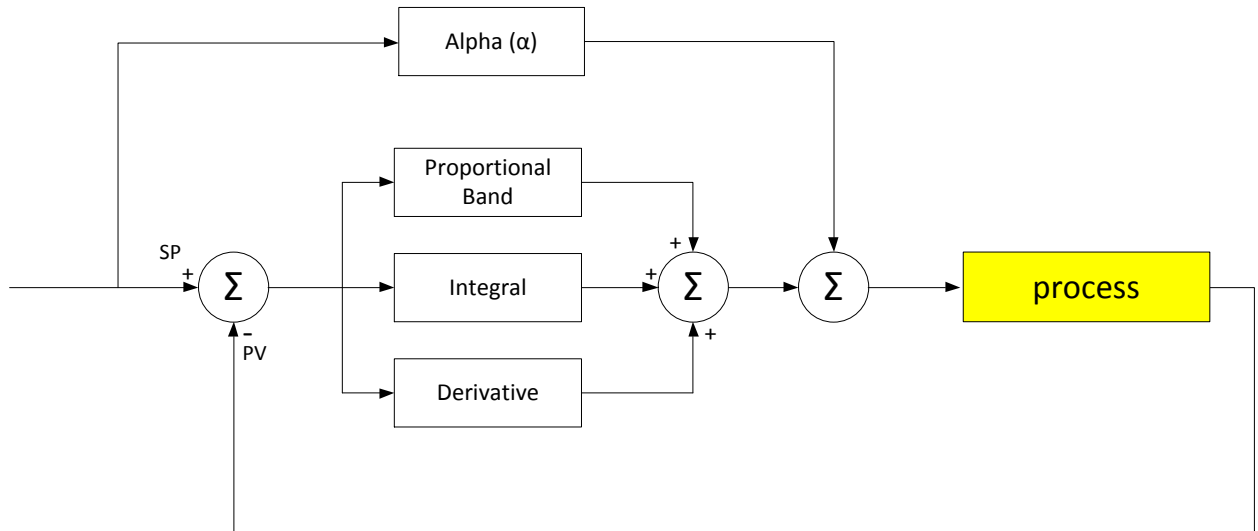 Alpha (α)
Proportional
Band
SP
+
Σ
-
PV
Integral
Derivative
+
+
+
Σ
Σ
process